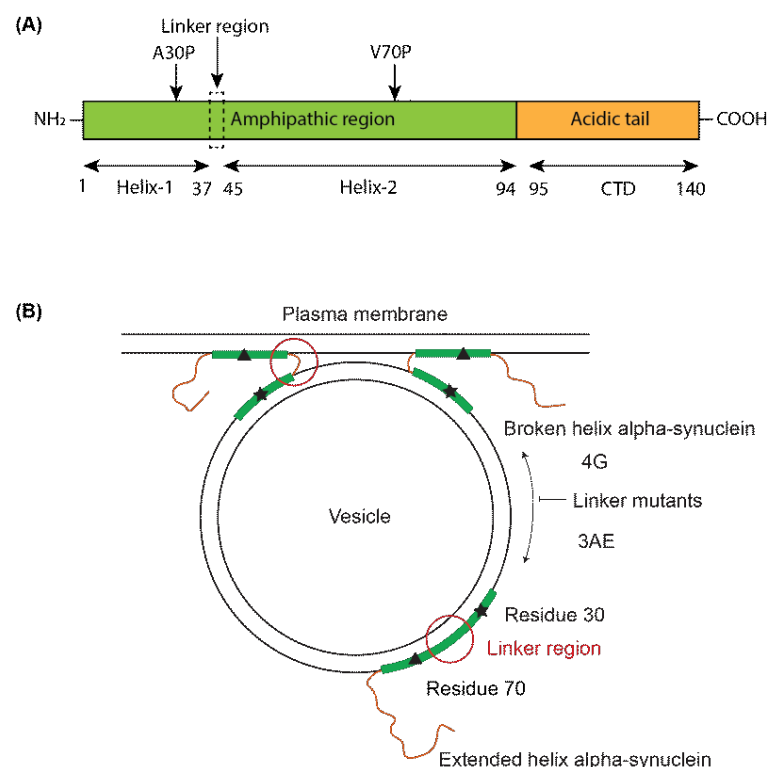 (A)
Linker region
A30P
V70P
NH₂
Amphipathic region
Acidic tail
COOH
1 Helix-1 37 45 Helix-2 94 95 CTD 140
(B)
Plasma membrane
Broken helix alpha-synuclein
4G
Vesicle
Linker mutants
3AE
Residue 30
Linker region
Residue 70
Extended helix alpha-synuclein